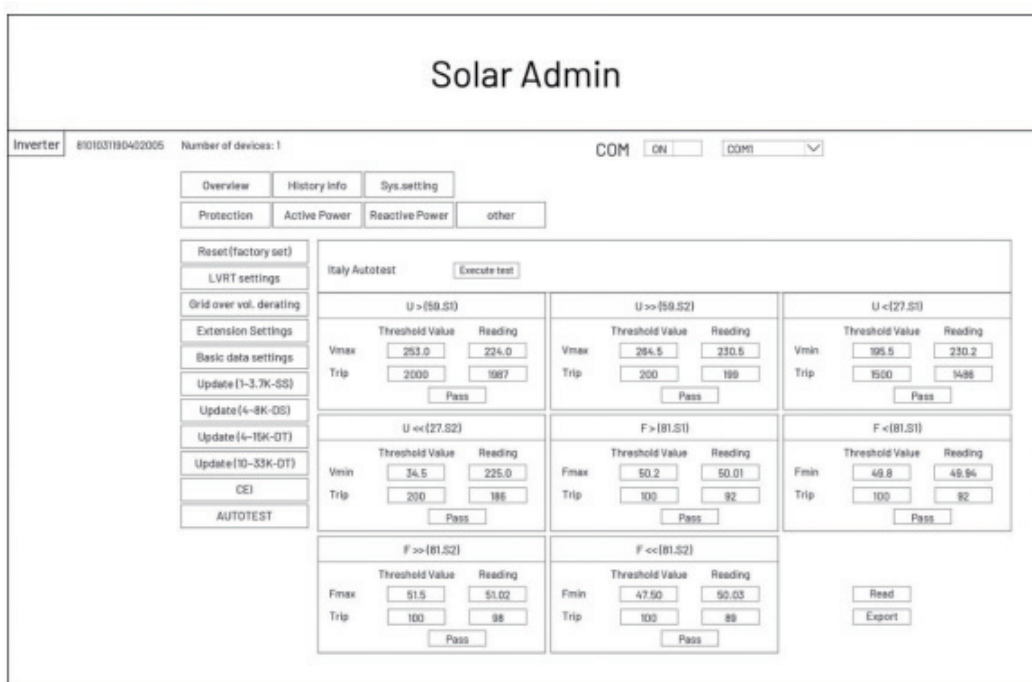 Solar Admin
Inverter 6101031190402005 Number of devices: 1 COM ON COM1
Overview History Info Sys.setting
Protection Active Power Reactive Power other
Reset(factory set)
LVRT settings
Grid over vol. derating
Extension Settings
Basic data settings
Update (1-3.7K-SS)
Update (4-8K-DS)
Update (4-15K-DT)
Update (10-33K-DT)
CEI
AUTOTEST
Italy Autotest Execute test
U >(59.S1) U >>(59.S2) U <(27.S1)
Threshold Value Reading Threshold Value Reading Threshold Value Reading
Vmax 253.0 224.0 Vmax 264.5 230.5 Vmin 195.5 230.2
Trip 2000 1987 Trip 200 199 Trip 1500 1486
Pass Pass Pass
U <<(27.S2) F >(81.S1) F <(81.S1)
Threshold Value Reading Threshold Value Reading Threshold Value Reading
Vmin 34.5 225.0 Fmax 50.2 50.01 Fmin 49.8 49.94
Trip 200 186 Trip 100 92 Trip 100 92
Pass Pass Pass
F >>(81.S2) F <<(81.S2)
Threshold Value Reading Threshold Value Reading
Fmax 51.5 51.02 Fmin 47.50 50.03 Read
Trip 100 98 Trip 100 89 Export
Pass Pass